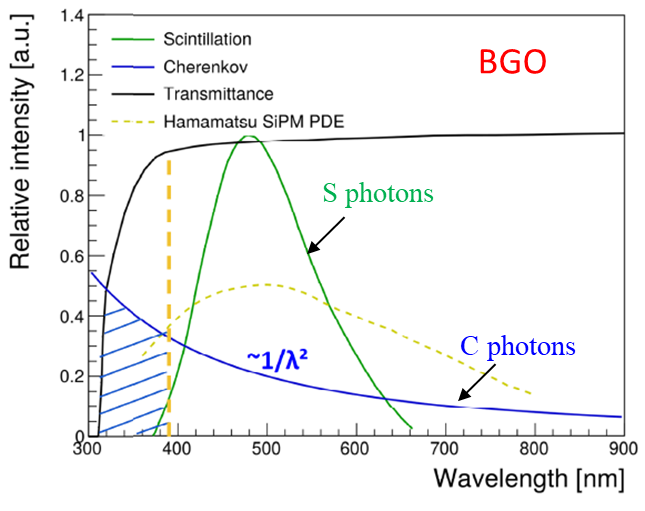 1.4
1.2
1
0.8
0.6
0.4
0.2
0
Relative intensity [a.u.]
Scintillation
Cherenkov
Transmittance
Hamamatsu SiPM PDE
BGO
S photons
C photons
~1/λ²
300 400 500 600 700 800 900
Wavelength [nm]